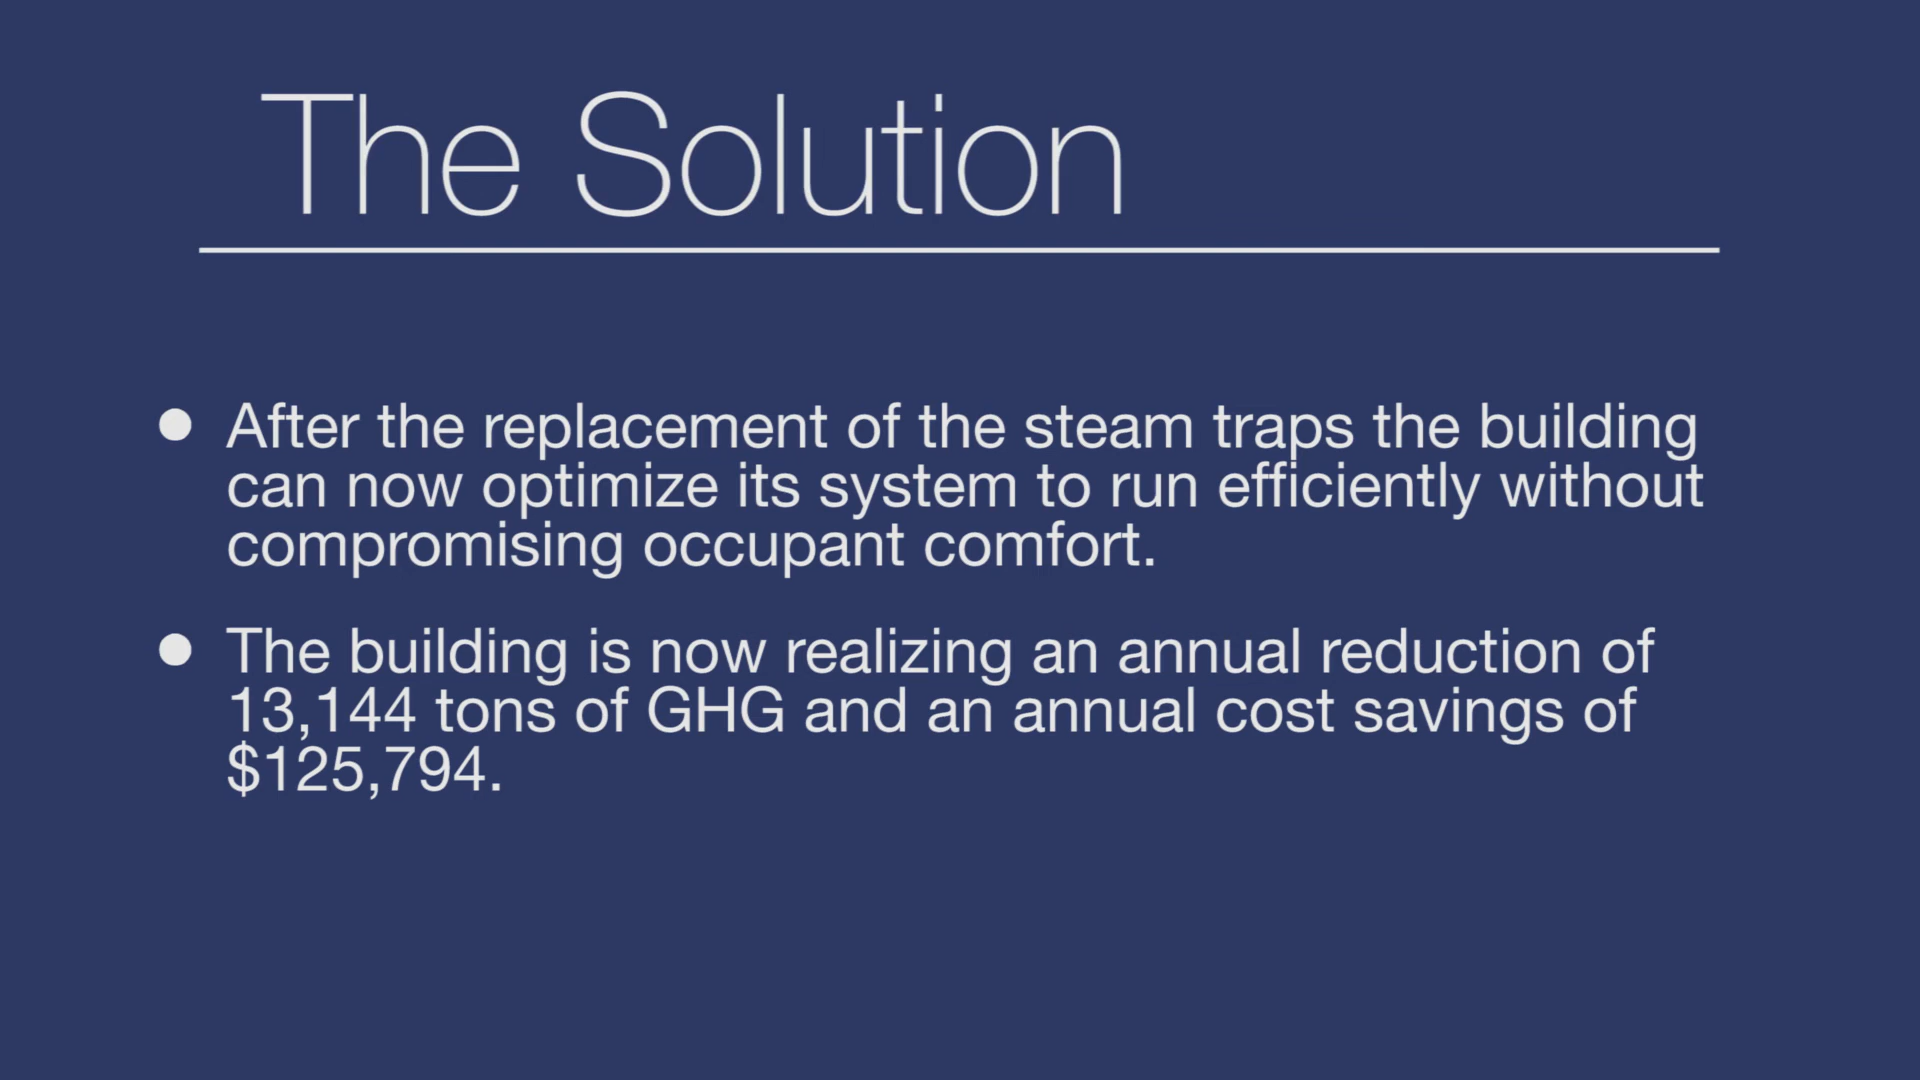 The Solution
• After the replacement of the steam traps the building
can now optimize its system to run efficiently without
compromising occupant comfort.
• The building is now realizing an annual reduction of
13,144 tons of GHG and an annual cost savings of
$125,794.